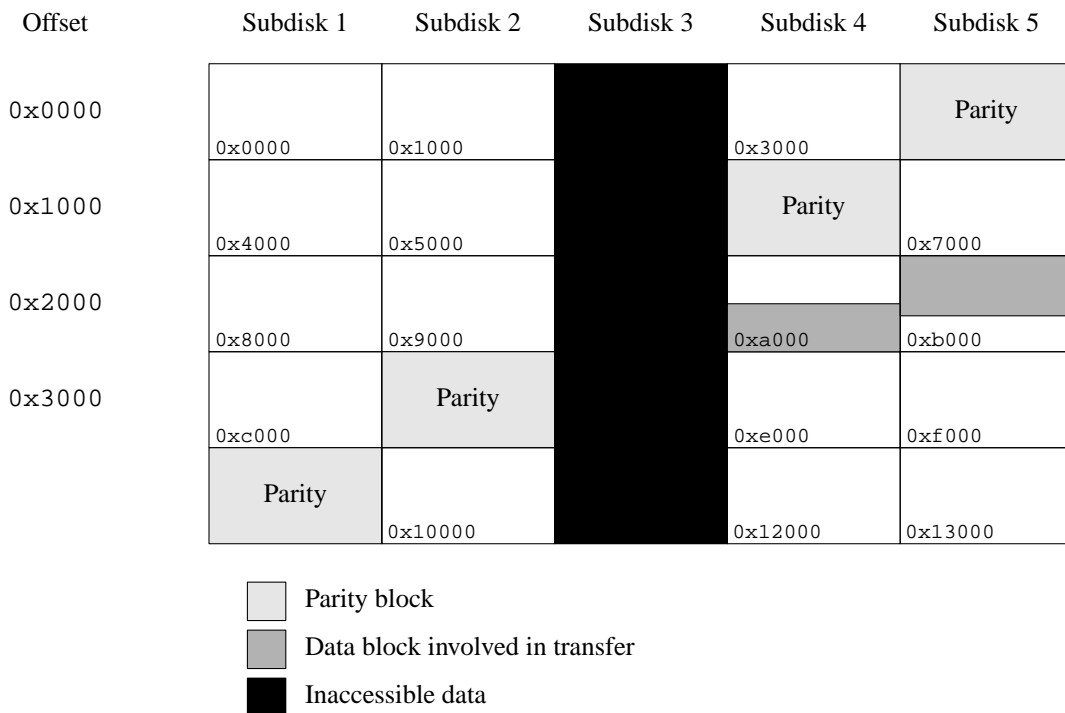 Offset Subdisk 1 Subdisk 2 Subdisk 3 Subdisk 4 Subdisk 5
0x0000 Parity
0x0000 0x1000 0x3000
0x1000 Parity
0x4000 0x5000 0x7000
0x2000
0x8000 0x9000 0xa000 0xb000
0x3000 Parity
0xc000 0xe000 0xf000
Parity
0x10000 0x12000 0x13000
Parity block
Data block involved in transfer
Inaccessible data